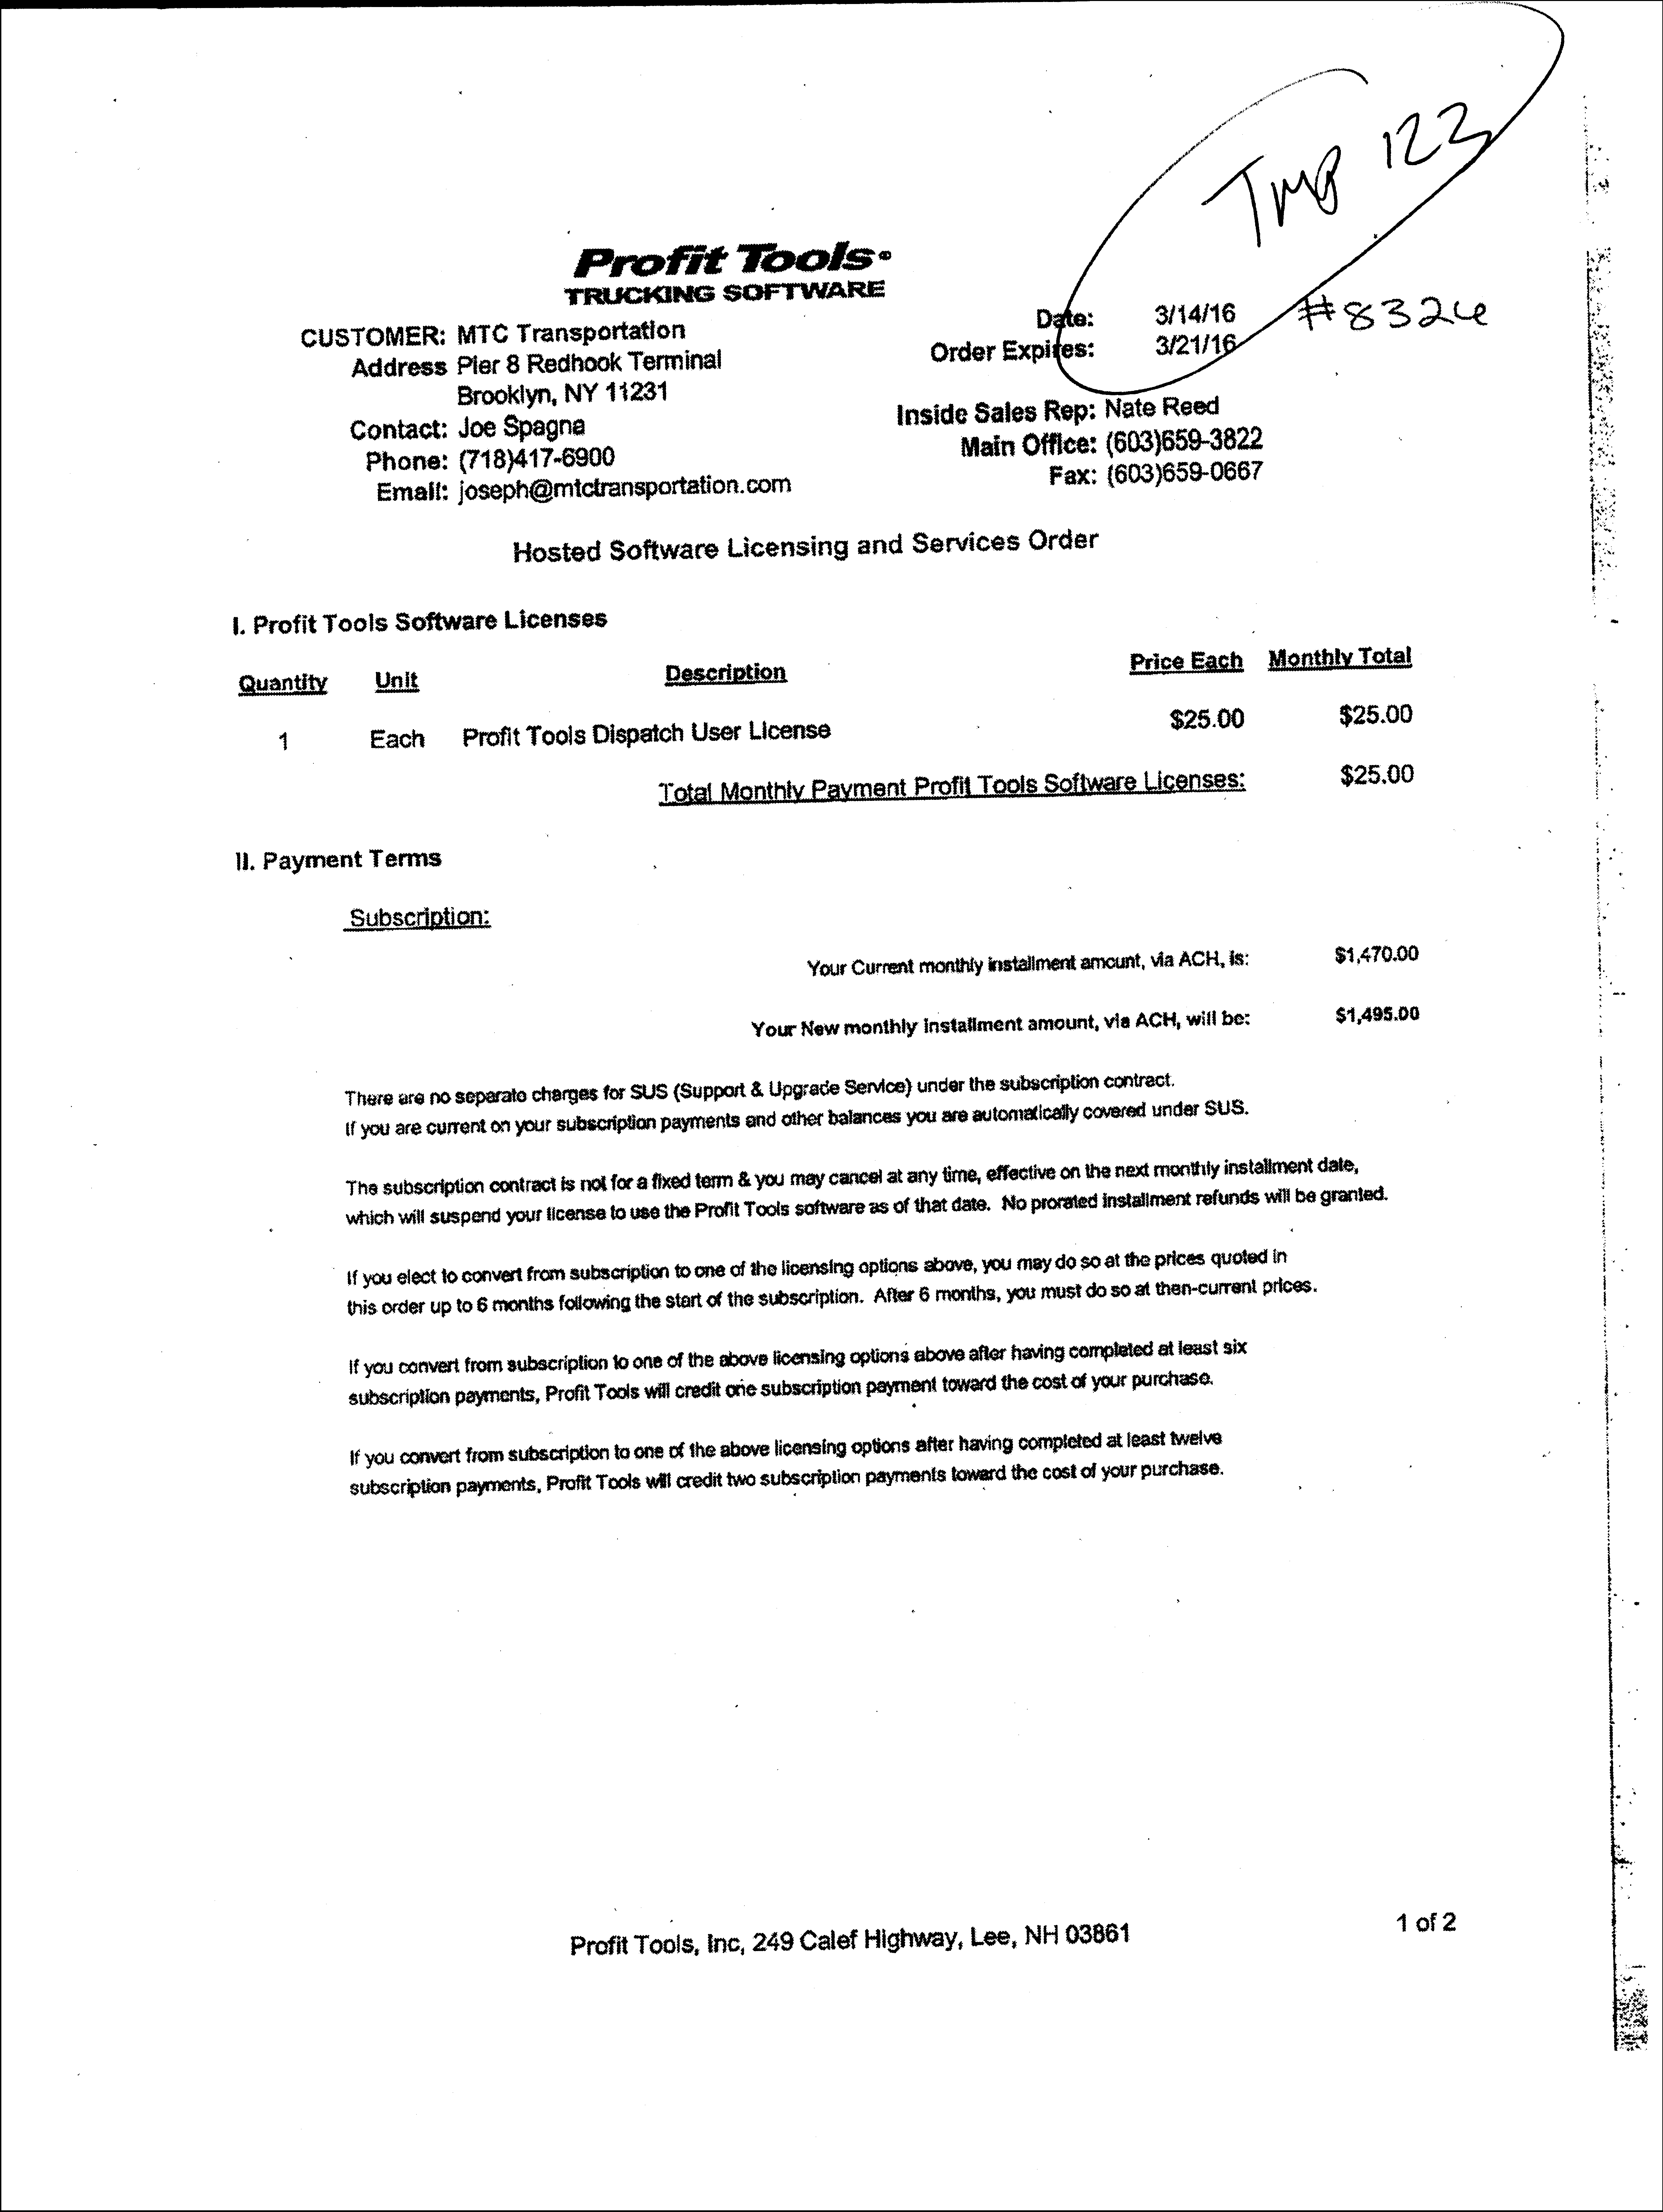 Tmp 123
#8324
Profit Tools
TRUCKING SOFTWARE
CUSTOMER: MTC Transportation
Address Pier 8 Redhook Terminal
Brooklyn, NY 11231
Contact: Joe Spagna
Phone: (718)417-6900
Email: joseph@mtctransportation.com
Date: 3/14/16
Order Expires: 3/21/16
Inside Sales Rep: Nate Reed
Main Office: (603)659-3822
Fax: (603)659-0667
Hosted Software Licensing and Services Order
I. Profit Tools Software Licenses
Quantity Unit Description Price Each Monthly Total
1 Each Profit Tools Dispatch User License $25.00 $25.00
Total Monthly Payment Profit Tools Software Licenses: $25.00
II. Payment Terms
Subscription:
Your Current monthly installment amount, via ACH, is: $1,470.00
Your New monthly installment amount, via ACH, will be: $1,495.00
There are no separate charges for SUS (Support & Upgrade Service) under the subscription contract.
If you are current on your subscription payments and other balances you are automatically covered under SUS.
The subscription contract is not for a fixed term & you may cancel at any time, effective on the next monthly installment date,
which will suspend your license to use the Profit Tools software as of that date. No prorated installment refunds will be granted.
If you elect to convert from subscription to one of the licensing options above, you may do so at the prices quoted in
this order up to 6 months following the start of the subscription. After 6 months, you must do so at then-current prices.
If you convert from subscription to one of the above licensing options above after having completed at least six
subscription payments, Profit Tools will credit one subscription payment toward the cost of your purchase.
If you convert from subscription to one of the above licensing options after having completed at least twelve
subscription payments, Profit Tools will credit two subscription payments toward the cost of your purchase.
Profit Tools, Inc, 249 Calef Highway, Lee, NH 03861
1 of 2